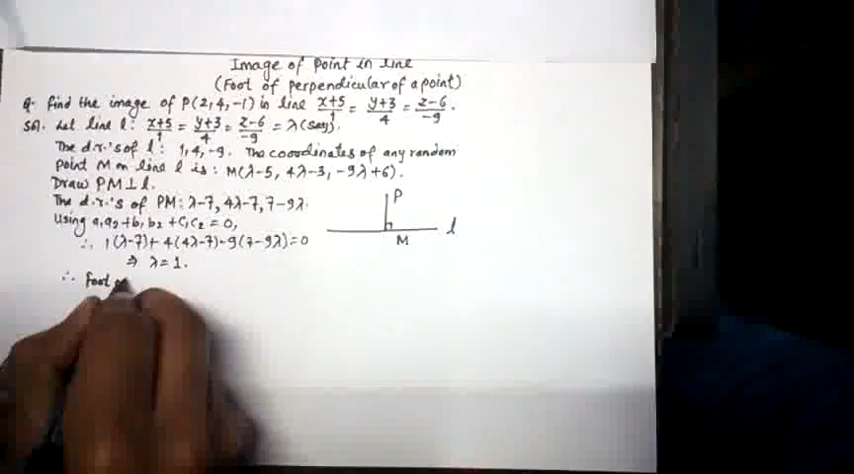 Image of Point in Line
(Foot of perpendicular of a point)
Q. Find the image of P(2,4,-1) in line x+5/1 = y+3/4 = z-6/-9.
Solⁿ. Let line l: x+5/1 = y+3/4 = z-6/-9 = λ(say).
The d.r.'s of l: 1,4,-9. The coordinates of any random
point M on line l is: M(λ-5, 4λ-3, -9λ+6).
Draw PM⊥l.
The d.r.'s of PM: λ-7, 4λ-7, 7-9λ.
Using a₁a₂+b₁b₂+c₁c₂=0,
∴ 1(λ-7)+4(4λ-7)-9(7-9λ)=0
⇒ λ=1.
∴ Foot
P
l
M